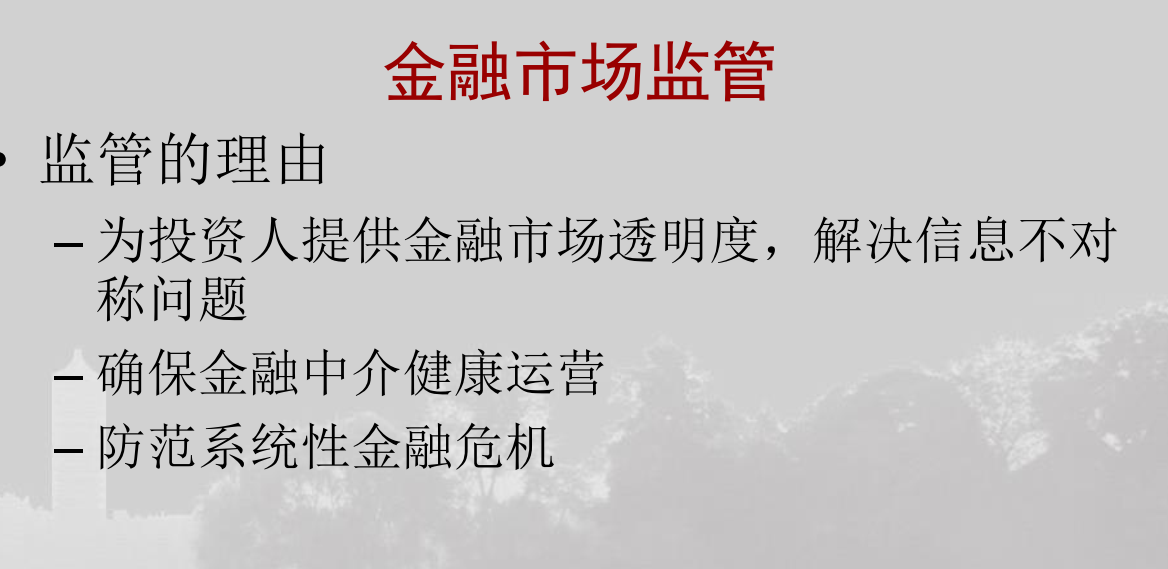 金融市场监管
• 监管的理由
– 为投资人提供金融市场透明度，解决信息不对
称问题
– 确保金融中介健康运营
– 防范系统性金融危机